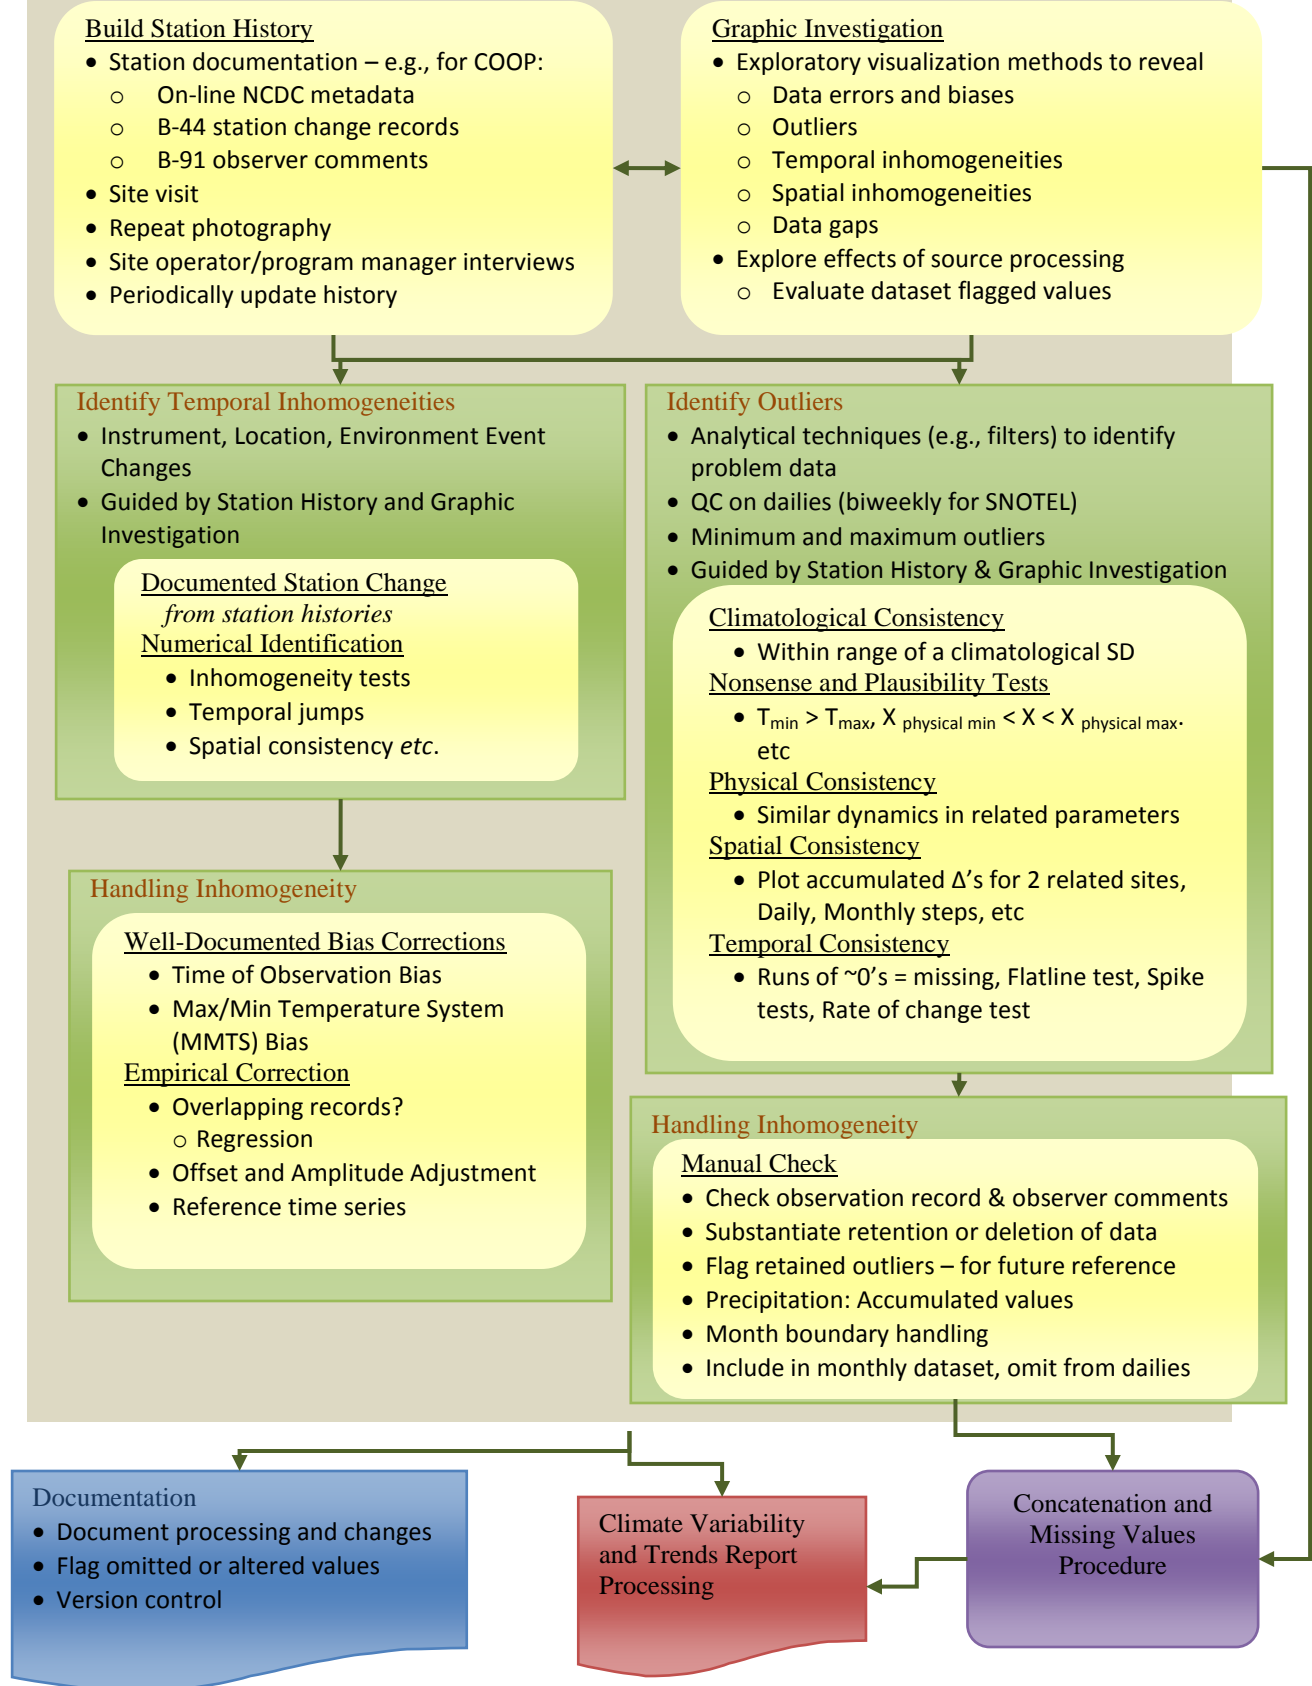 Build Station History
• Station documentation – e.g., for COOP:
o On-line NCDC metadata
o B-44 station change records
o B-91 observer comments
• Site visit
• Repeat photography
• Site operator/program manager interviews
• Periodically update history
Graphic Investigation
• Exploratory visualization methods to reveal
o Data errors and biases
o Outliers
o Temporal inhomogeneities
o Spatial inhomogeneities
o Data gaps
• Explore effects of source processing
o Evaluate dataset flagged values
Identify Temporal Inhomogeneities
• Instrument, Location, Environment Event
Changes
• Guided by Station History and Graphic
Investigation
Documented Station Change
from station histories
Numerical Identification
• Inhomogeneity tests
• Temporal jumps
• Spatial consistency etc.
Identify Outliers
• Analytical techniques (e.g., filters) to identify
problem data
• QC on dailies (biweekly for SNOTEL)
• Minimum and maximum outliers
• Guided by Station History & Graphic Investigation
Climatological Consistency
• Within range of a climatological SD
Nonsense and Plausibility Tests
• Tmin > Tmax, X physical min < X < X physical max.
etc
Physical Consistency
• Similar dynamics in related parameters
Spatial Consistency
• Plot accumulated Δ's for 2 related sites,
Daily, Monthly steps, etc
Temporal Consistency
• Runs of ~0's = missing, Flatline test, Spike
tests, Rate of change test
Handling Inhomogeneity
Well-Documented Bias Corrections
• Time of Observation Bias
• Max/Min Temperature System
(MMTS) Bias
Empirical Correction
• Overlapping records?
o Regression
• Offset and Amplitude Adjustment
• Reference time series
Handling Inhomogeneity
Manual Check
• Check observation record & observer comments
• Substantiate retention or deletion of data
• Flag retained outliers – for future reference
• Precipitation: Accumulated values
• Month boundary handling
• Include in monthly dataset, omit from dailies
Documentation
• Document processing and changes
• Flag omitted or altered values
• Version control
Climate Variability
and Trends Report
Processing
Concatenation and
Missing Values
Procedure